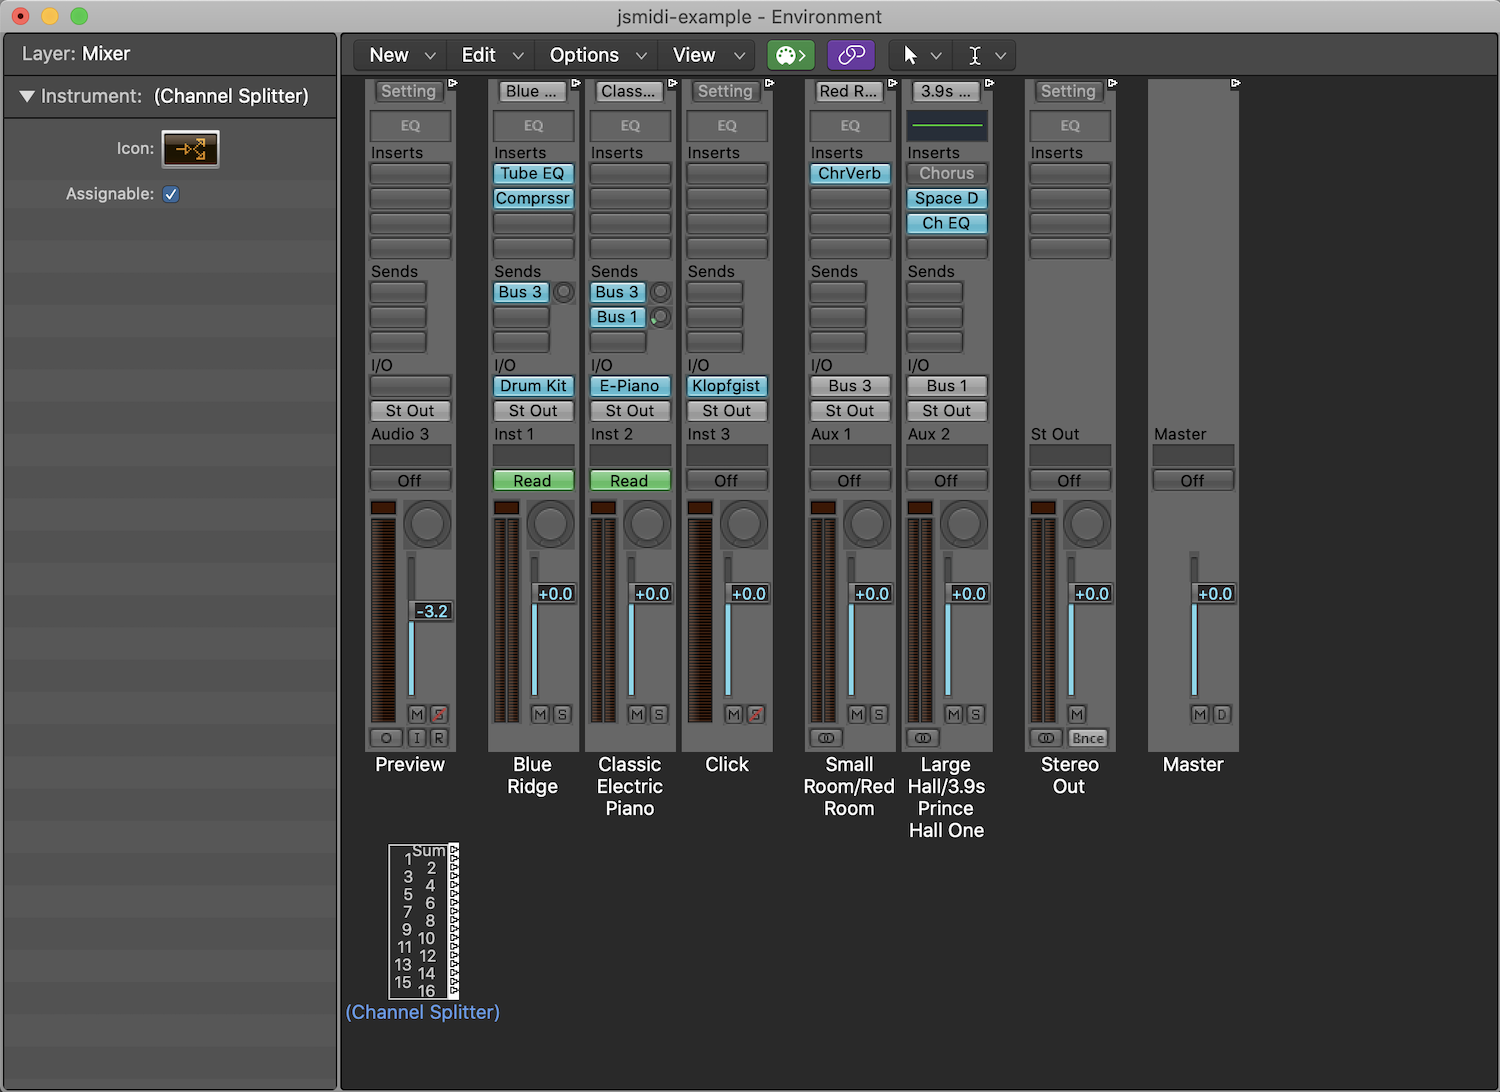 jsmidi-example - Environment
Layer: Mixer
New Edit Options View
Instrument: (Channel Splitter)
Icon:
Assignable:
Setting Blue ... Class... Setting Red R... 3.9s ... Setting
EQ EQ EQ EQ EQ EQ
Inserts Inserts Inserts Inserts Inserts Inserts Inserts
Tube EQ ChrVerb Chorus
Comprssr Space D
Ch EQ
Sends Sends Sends Sends Sends Sends
Bus 3 Bus 3
Bus 1
I/O I/O I/O I/O I/O I/O
Drum Kit E-Piano Klopfgist Bus 3 Bus 1
St Out St Out St Out St Out St Out St Out
Audio 3 Inst 1 Inst 2 Inst 3 Aux 1 Aux 2 St Out Master
Off Read Read Off Off Off Off Off
+0.0 +0.0 +0.0 +0.0 +0.0 +0.0 +0.0
-3.2
M S M S M S M S M S M S M M D
I R Bnce
Preview Blue Classic Click Small Large Stereo Master
Ridge Electric Room/Red Hall/3.9s Out
Piano Room Prince
Hall One
Sum
1 2
3 4
5 6
7 8
9 10
11 12
13 14
15 16
(Channel Splitter)